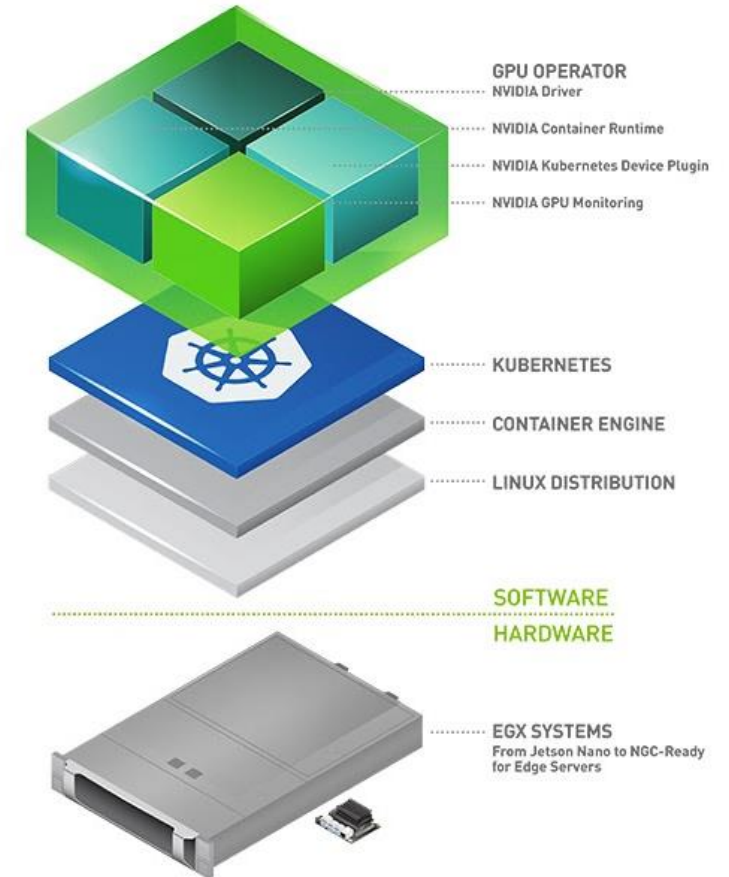 GPU OPERATOR
NVIDIA Driver
NVIDIA Container Runtime
NVIDIA Kubernetes Device Plugin
NVIDIA GPU Monitoring
KUBERNETES
CONTAINER ENGINE
LINUX DISTRIBUTION
SOFTWARE
HARDWARE
EGX SYSTEMS
From Jetson Nano to NGC-Ready
for Edge Servers